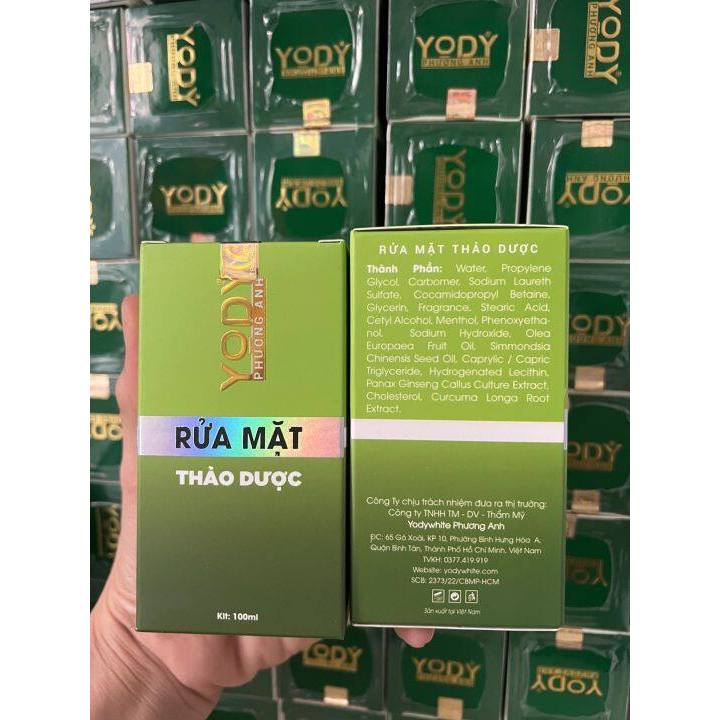 YODY
PHƯƠNG ANH
YODY
PHƯƠNG ANH
RỬA MẶT
THẢO DƯỢC
Kit: 100ml
RỬA MẶT THẢO DƯỢC
Thành Phần: Water, Propylene
Glycol, Carbomer, Sodium Laureth
Sulfate, Cocamidopropyl Betaine,
Glycerin, Fragrance, Stearic Acid,
Cetyl Alcohol, Menthol, Phenoxyetha-
nol, Sodium Hydroxide, Olea
Europaea Fruit Oil, Simmondsia
Chinensis Seed Oil, Caprylic / Capric
Triglyceride, Hydrogenated Lecithin,
Panax Ginseng Callus Culture Extract,
Cholesterol, Curcuma Longa Root
Extract.
Công Ty chịu trách nhiệm đưa ra thị trường:
Công ty TNHH TM - DV - Thẩm Mỹ
Yodywhite Phương Anh
ĐC: 65 Gò Xoài, KP 10, Phường Bình Hưng Hòa A,
Quận Bình Tân, Thành Phố Hồ Chí Minh, Việt Nam
TVKH: 0377.419.919
Website: yodywhite.com
SCB: 2373/22/CBMP-HCM
Sản xuất tại Việt Nam